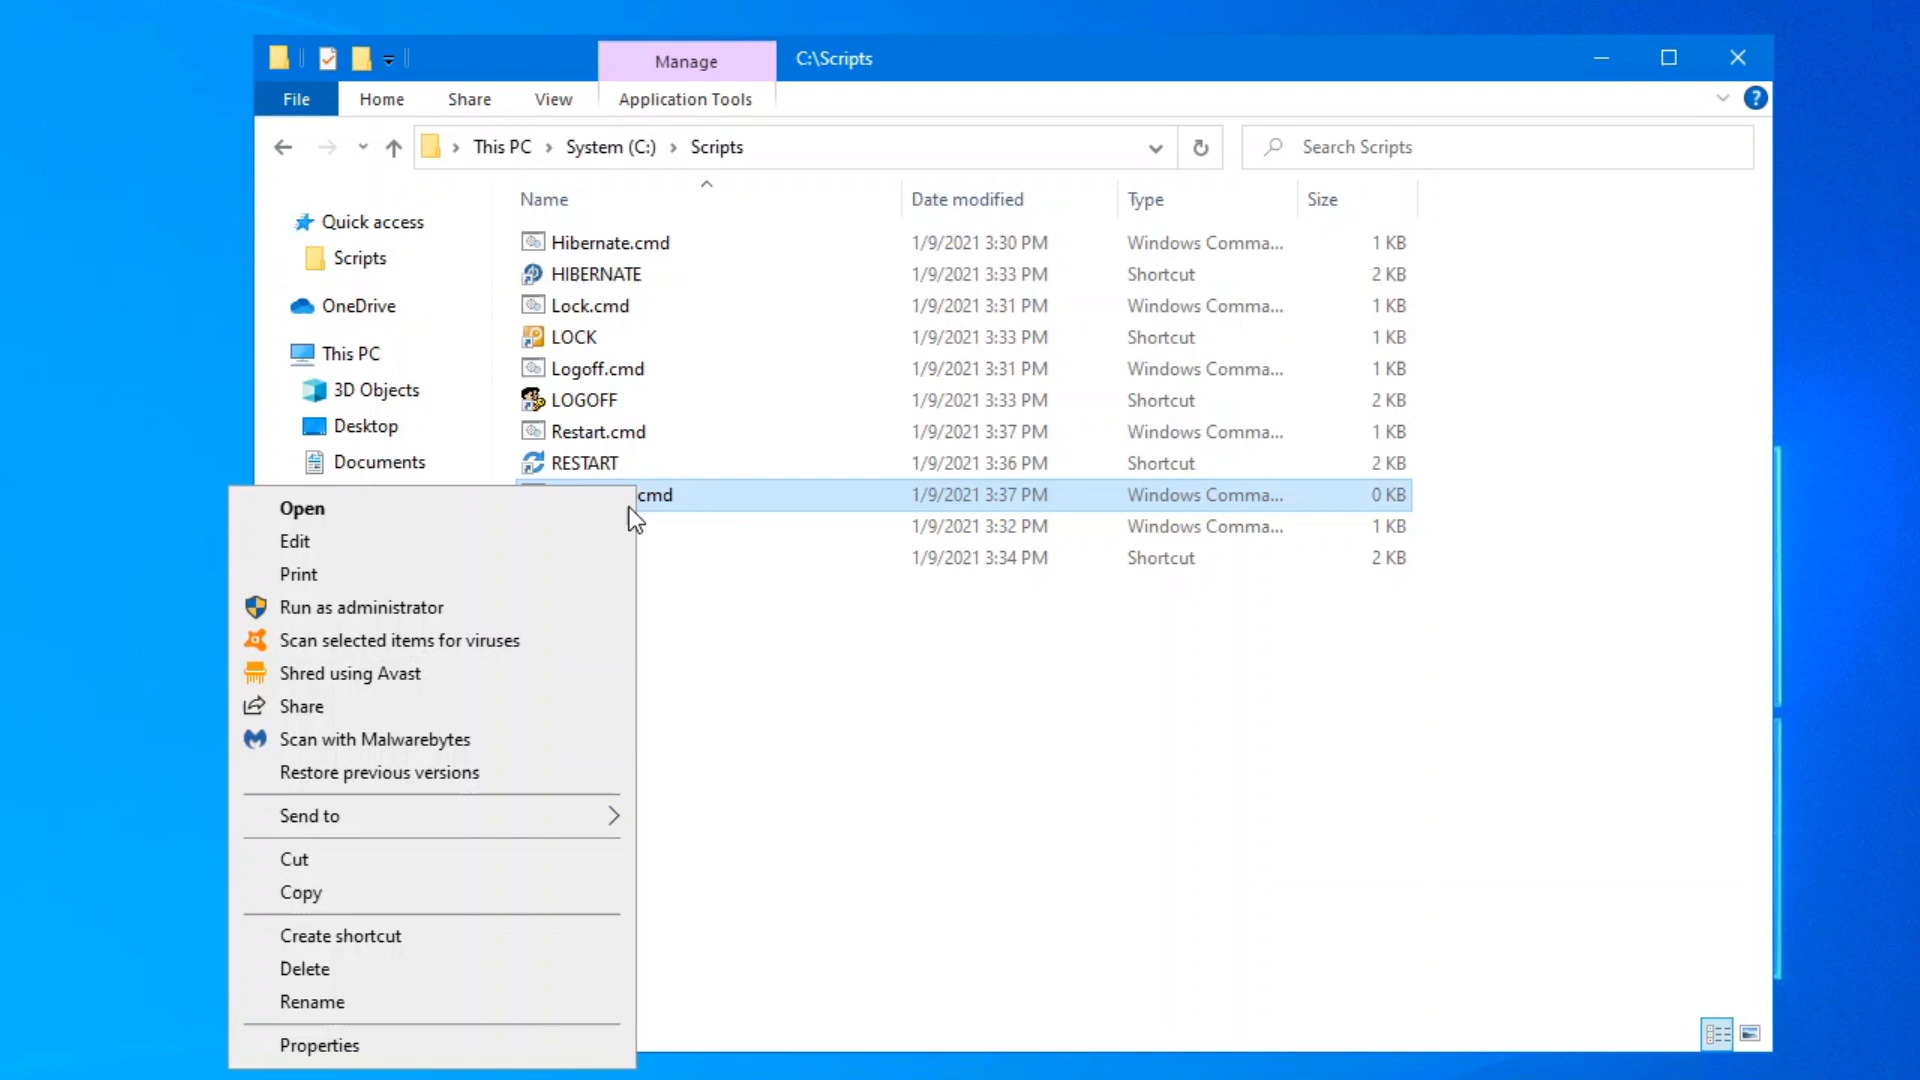 Manage
C:\Scripts
File
Home
Share
View
Application Tools
?
This PC
System (C:)
Scripts
Search Scripts
Name
Date modified
Type
Size
Quick access
Scripts
OneDrive
This PC
3D Objects
Desktop
Documents
Hibernate.cmd 1/9/2021 3:30 PM Windows Comma... 1 KB
HIBERNATE 1/9/2021 3:33 PM Shortcut 2 KB
Lock.cmd 1/9/2021 3:31 PM Windows Comma... 1 KB
LOCK 1/9/2021 3:33 PM Shortcut 1 KB
Logoff.cmd 1/9/2021 3:31 PM Windows Comma... 1 KB
LOGOFF 1/9/2021 3:33 PM Shortcut 2 KB
Restart.cmd 1/9/2021 3:37 PM Windows Comma... 1 KB
RESTART 1/9/2021 3:36 PM Shortcut 2 KB
cmd 1/9/2021 3:37 PM Windows Comma... 0 KB
1/9/2021 3:32 PM Windows Comma... 1 KB
1/9/2021 3:34 PM Shortcut 2 KB
Open
Edit
Print
Run as administrator
Scan selected items for viruses
Shred using Avast
Share
Scan with Malwarebytes
Restore previous versions
Send to
Cut
Copy
Create shortcut
Delete
Rename
Properties